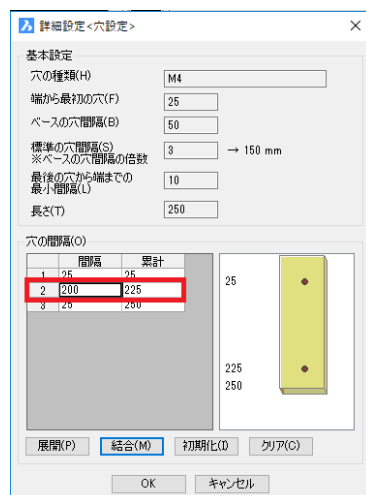 詳細設定<穴設定>
基本設定
穴の種類(H) M4
端から最初の穴(F) 25
ベースの穴間隔(B) 50
標準の穴間隔(S) 3 → 150 mm
※ベースの穴間隔の倍数
最後の穴から端までの 10
最小間隔(L)
長さ(T) 250
穴の間隔(O)
間隔 累計
1 25 25
2 200 225
3 25 250
25
225
250
展開(P) 結合(M) 初期化(I) クリア(C)
OK キャンセル